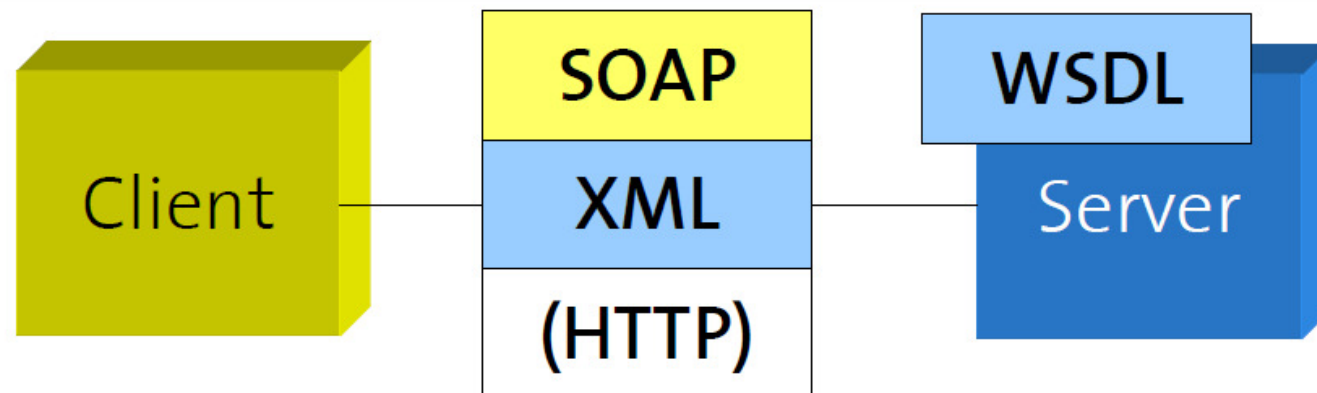 SOAP
WSDL
Client
XML
Server
(HTTP)